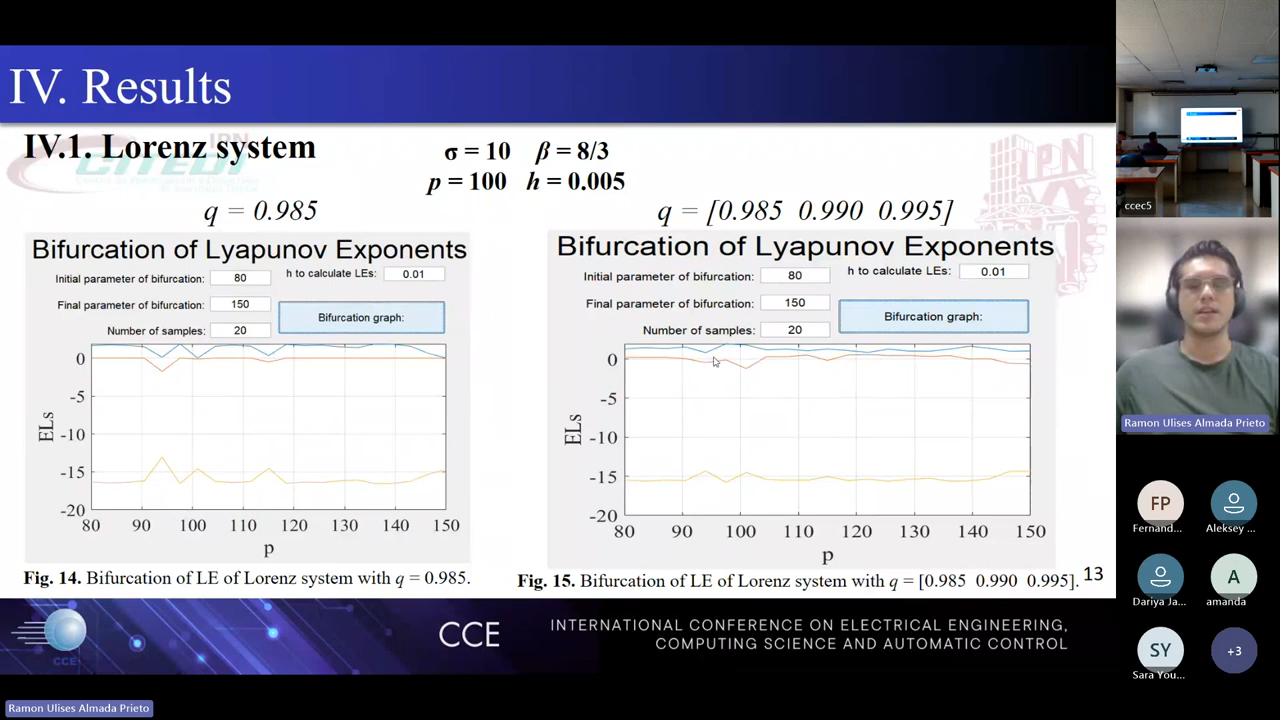 IV. Results
IV.1. Lorenz system
IPN
CITEDI
σ = 10 β = 8/3
p = 100 h = 0.005
q = 0.985
Bifurcation of Lyapunov Exponents
Initial parameter of bifurcation: 80 h to calculate LEs: 0.01
Final parameter of bifurcation: 150 Bifurcation graph:
Number of samples: 20
0
-5
-10
-15
-20
ELs
80 90 100 110 120 130 140 150
p
Fig. 14. Bifurcation of LE of Lorenz system with q = 0.985.
q = [0.985 0.990 0.995]
Bifurcation of Lyapunov Exponents
Initial parameter of bifurcation: 80 h to calculate LEs: 0.01
Final parameter of bifurcation: 150 Bifurcation graph:
Number of samples: 20
0
-5
-10
-15
-20
ELs
80 90 100 110 120 130 140 150
p
Fig. 15. Bifurcation of LE of Lorenz system with q = [0.985 0.990 0.995].
13
CCE
CCE
INTERNATIONAL CONFERENCE ON ELECTRICAL ENGINEERING,
COMPUTING SCIENCE AND AUTOMATIC CONTROL
Ramon Ulises Almada Prieto
ccec5
Ramon Ulises Almada Prieto
FP
Fernand...
Aleksey ...
Dariya Ja...
A
amanda
SY
Sara You...
+3